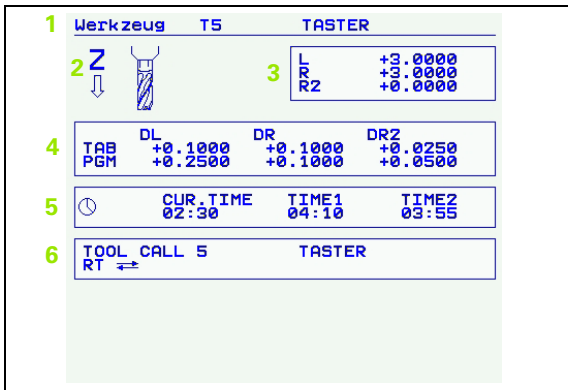 1 Werkzeug T5 TASTER
2 Z
3 L +3.0000
R +3.0000
R2 +0.0000
DL DR DR2
4 TAB +0.1000 +0.1000 +0.0250
PGM +0.2500 +0.1000 +0.0500
CUR.TIME TIME1 TIME2
5 02:30 04:10 03:55
6 TOOL CALL 5 TASTER
RT